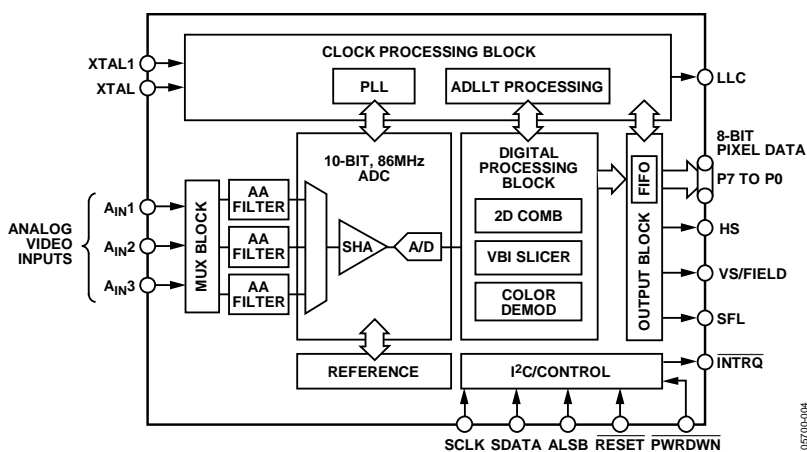 CLOCK PROCESSING BLOCK
XTAL1
XTAL
PLL
ADLLT PROCESSING
LLC
10-BIT, 86MHz
ADC
DIGITAL
PROCESSING
BLOCK
8-BIT
PIXEL DATA
P7 TO P0
FIFO
OUTPUT BLOCK
ANALOG
VIDEO
INPUTS
AIN1
AIN2
AIN3
MUX BLOCK
AA
FILTER
AA
FILTER
AA
FILTER
SHA
A/D
2D COMB
VBI SLICER
COLOR
DEMOD
HS
VS/FIELD
SFL
REFERENCE
I2C/CONTROL
INTRQ
SCLK
SDATA
ALSB
RESET
PWRDWN
05700-004